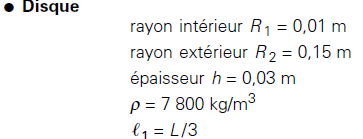 ● Disque
rayon intérieur R₁ = 0,01 m
rayon extérieur R₂ = 0,15 m
épaisseur h = 0,03 m
ρ = 7 800 kg/m³
ℓ₁ = L/3